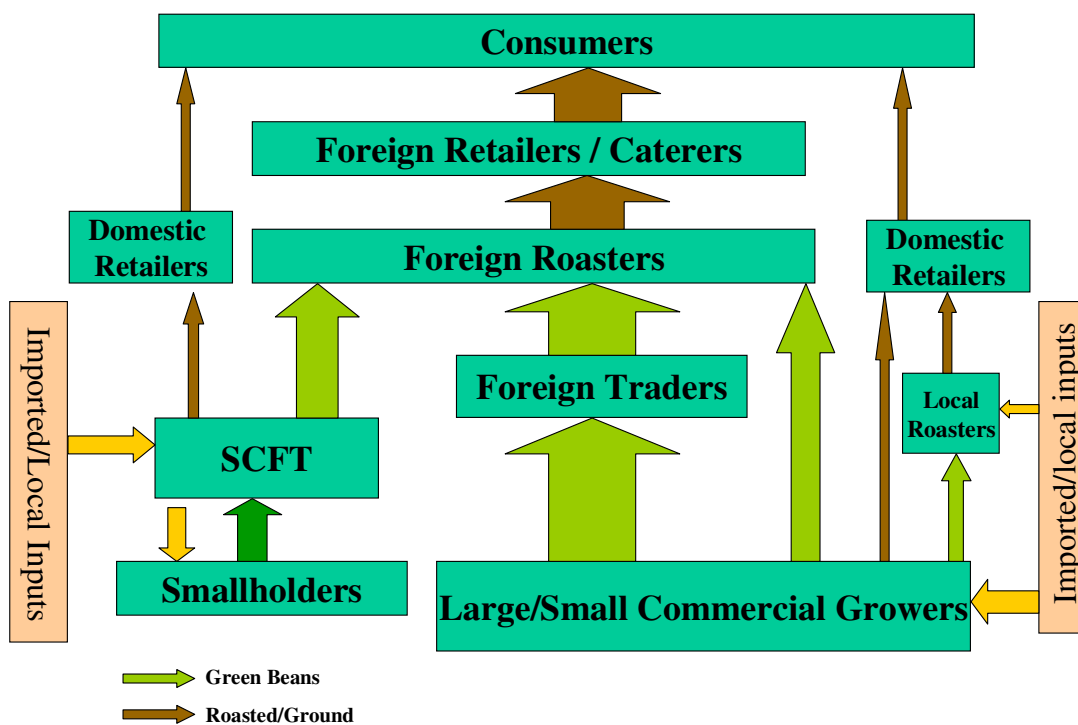 Consumers
Foreign Retailers / Caterers
Domestic
Retailers
Foreign Roasters
Domestic
Retailers
Imported/Local Inputs
Foreign Traders
Local
Roasters
Imported/local inputs
SCFT
Smallholders
Large/Small Commercial Growers
Green Beans
Roasted/Ground